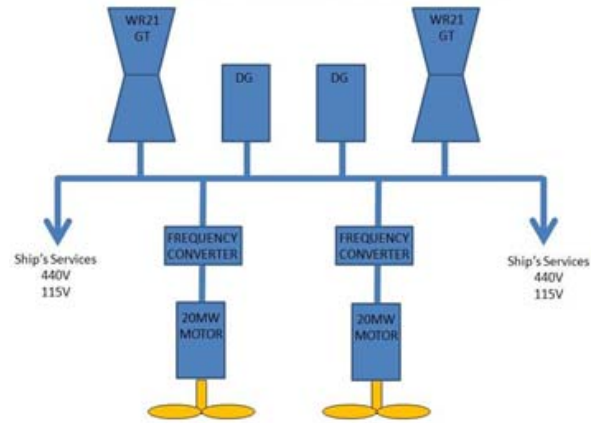 WR21
GT
DG
DG
WR21
GT
FREQUENCY
CONVERTER
FREQUENCY
CONVERTER
Ship's Services
440V
115V
Ship's Services
440V
115V
20MW
MOTOR
20MW
MOTOR